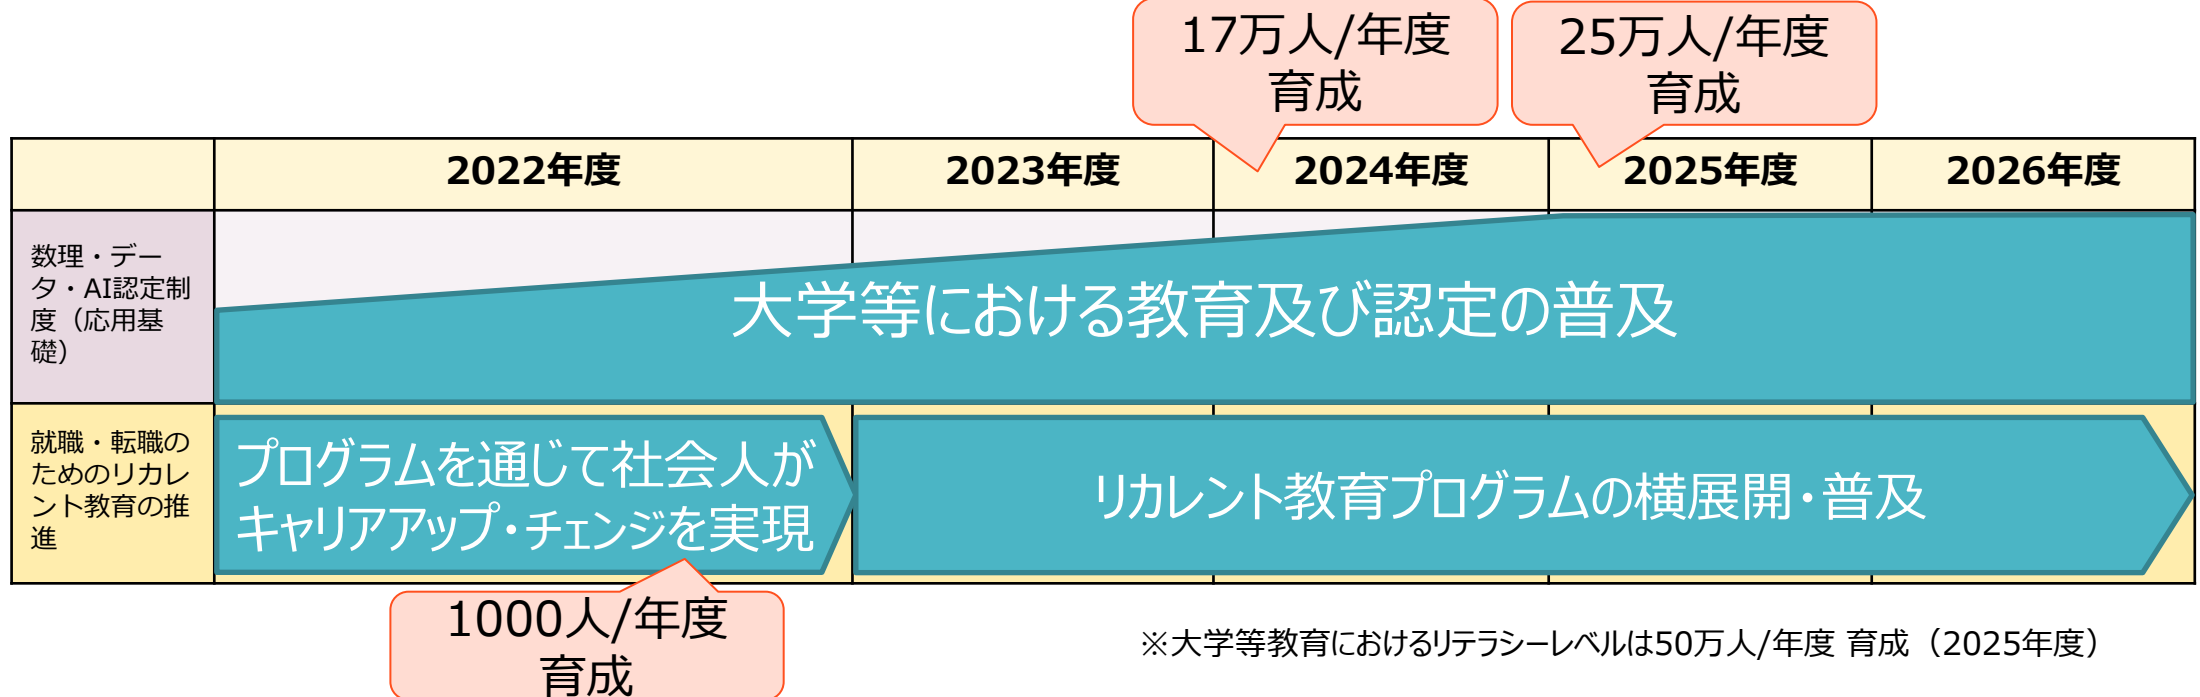 17万人/年度
育成
25万人/年度
育成
2022年度
2023年度
2024年度
2025年度
2026年度
数理・デー
タ・AI認定制
度（応用基
礎）
大学等における教育及び認定の普及
就職・転職の
ためのリカレ
ント教育の推
進
プログラムを通じて社会人が
キャリアアップ・チェンジを実現
リカレント教育プログラムの横展開・普及
1000人/年度
育成
※大学等教育におけるリテラシーレベルは50万人/年度 育成（2025年度）